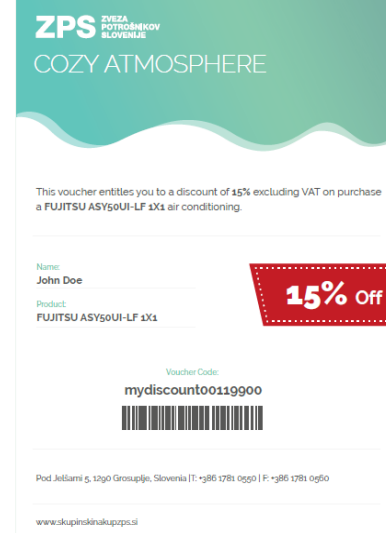 ZPS ZVEZA
POTROŠNIKOV
SLOVENIJE
COZY ATMOSPHERE
This voucher entitles you to a discount of 15% excluding VAT on purchase
a FUJITSU ASY50UI-LF 1X1 air conditioning.
Name:
John Doe
Product:
FUJITSU ASY50UI-LF 1X1
15% Off
Voucher Code:
mydiscount00119900
Pod Jelšami 5, 1290 Grosuplje, Slovenia |T: +386 1781 0550 | F: +386 1781 0560
www.skupinskinakupzps.si